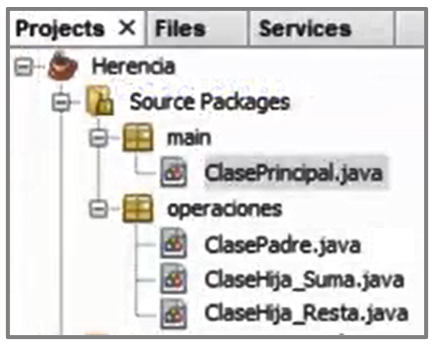 Projects × Files Services
Herencia
Source Packages
main
ClasePrincipal.java
operaciones
ClasePadre.java
ClaseHija_Suma.java
ClaseHija_Resta.java